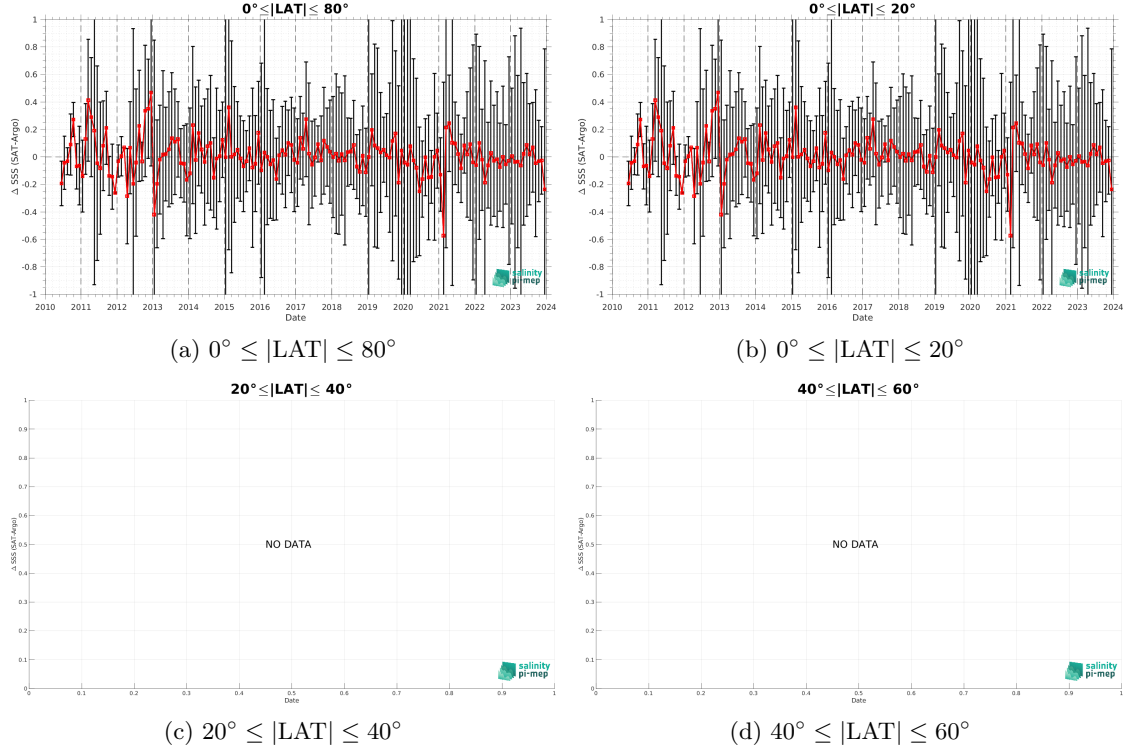 0°≤|LAT|≤ 80°
1
0.8
0.6
0.4
0.2
0
-0.2
-0.4
-0.6
-0.8
-1
Δ SSS (SAT-Argo)
2010 2011 2012 2013 2014 2015 2016 2017 2018 2019 2020 2021 2022 2023 2024
Date
salinity
pi-mep
(a) 0° ≤ |LAT| ≤ 80°
0°≤|LAT|≤ 20°
1
0.8
0.6
0.4
0.2
0
-0.2
-0.4
-0.6
-0.8
-1
Δ SSS (SAT-Argo)
2010 2011 2012 2013 2014 2015 2016 2017 2018 2019 2020 2021 2022 2023 2024
Date
salinity
pi-mep
(b) 0° ≤ |LAT| ≤ 20°
20°≤|LAT|≤ 40°
1
0.9
0.8
0.7
0.6
0.5
0.4
0.3
0.2
0.1
0
Δ SSS (SAT-Argo)
NO DATA
0 0.1 0.2 0.3 0.4 0.5 0.6 0.7 0.8 0.9 1
Date
salinity
pi-mep
(c) 20° ≤ |LAT| ≤ 40°
40°≤|LAT|≤ 60°
1
0.9
0.8
0.7
0.6
0.5
0.4
0.3
0.2
0.1
0
Δ SSS (SAT-Argo)
NO DATA
0 0.1 0.2 0.3 0.4 0.5 0.6 0.7 0.8 0.9 1
Date
salinity
pi-mep
(d) 40° ≤ |LAT| ≤ 60°